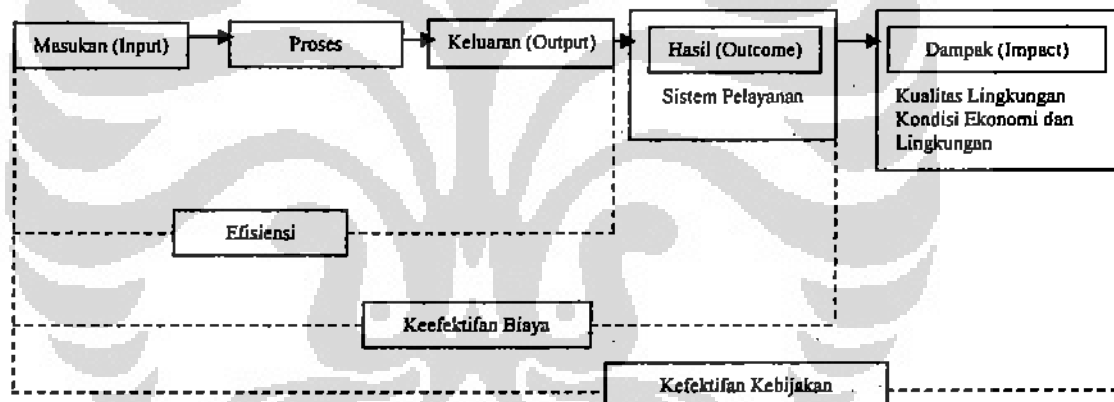 Masukan (Input)
Proses
Keluaran (Output)
Hasil (Outcome)
Sistem Pelayanan
Dampak (Impact)
Kualitas Lingkungan
Kondisi Ekonomi dan
Lingkungan
Efisiensi
Keefektifan Biaya
Kefektifan Kebijakan